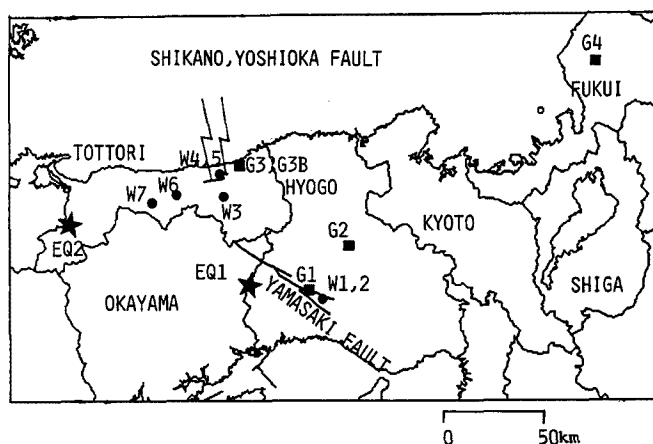 G4
SHIKANO,YOSHIOKA FAULT
FUKUI
TOTTORI
W4,5
G3,G3B
HYOGO
W6
W7
W3
KYOTO
G2
EQ2
SHIGA
EQ1
G1
W1,2
OKAYAMA
YAMASAKI FAULT
0 50km